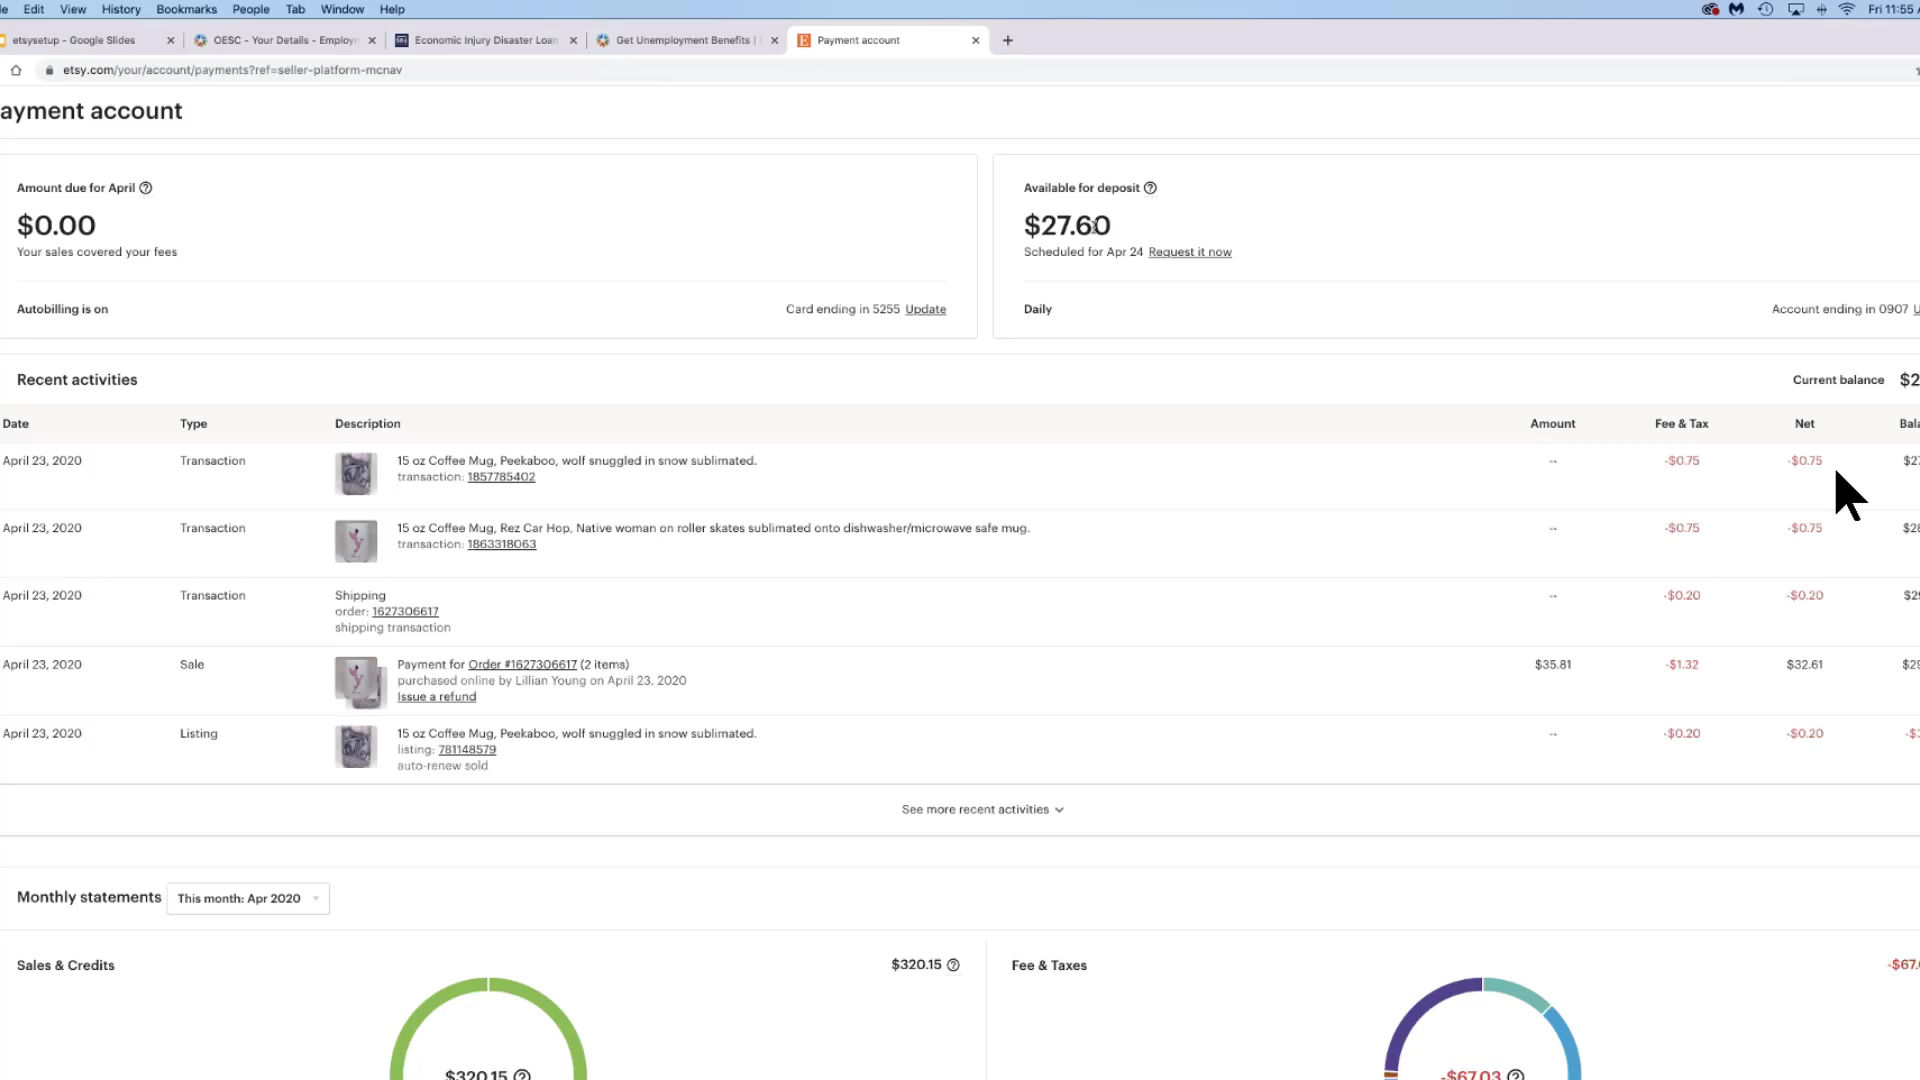 Edit View History Bookmarks People Tab Window Help Fri 11:55
etsysetup - Google Slides OESC - Your Details - Employ Economic Injury Disaster Loan Get Unemployment Benefits | Payment account
etsy.com/your/account/payments?ref=seller-platform-mcnav
ayment account
Amount due for April
$0.00
Your sales covered your fees
Autobilling is on Card ending in 5255 Update
Available for deposit
$27.60
Scheduled for Apr 24 Request it now
Daily Account ending in 0907
Recent activities Current balance $2
Date Type Description Amount Fee & Tax Net Bala
April 23, 2020 Transaction 15 oz Coffee Mug, Peekaboo, wolf snuggled in snow sublimated. -- -$0.75 -$0.75 $27
transaction: 1857785402
April 23, 2020 Transaction 15 oz Coffee Mug, Rez Car Hop, Native woman on roller skates sublimated onto dishwasher/microwave safe mug. -- -$0.75 -$0.75 $28
transaction: 1863318063
April 23, 2020 Transaction Shipping -- -$0.20 -$0.20 $29
order: 1627306617
shipping transaction
April 23, 2020 Sale Payment for Order #1627306617 (2 items) $35.81 -$1.32 $32.61 $29
purchased online by Lillian Young on April 23, 2020
Issue a refund
April 23, 2020 Listing 15 oz Coffee Mug, Peekaboo, wolf snuggled in snow sublimated. -- -$0.20 -$0.20
listing: 781148579
auto-renew sold
See more recent activities
Monthly statements This month: Apr 2020
Sales & Credits $320.15
Fee & Taxes -$67.
$320.15
-$67.03